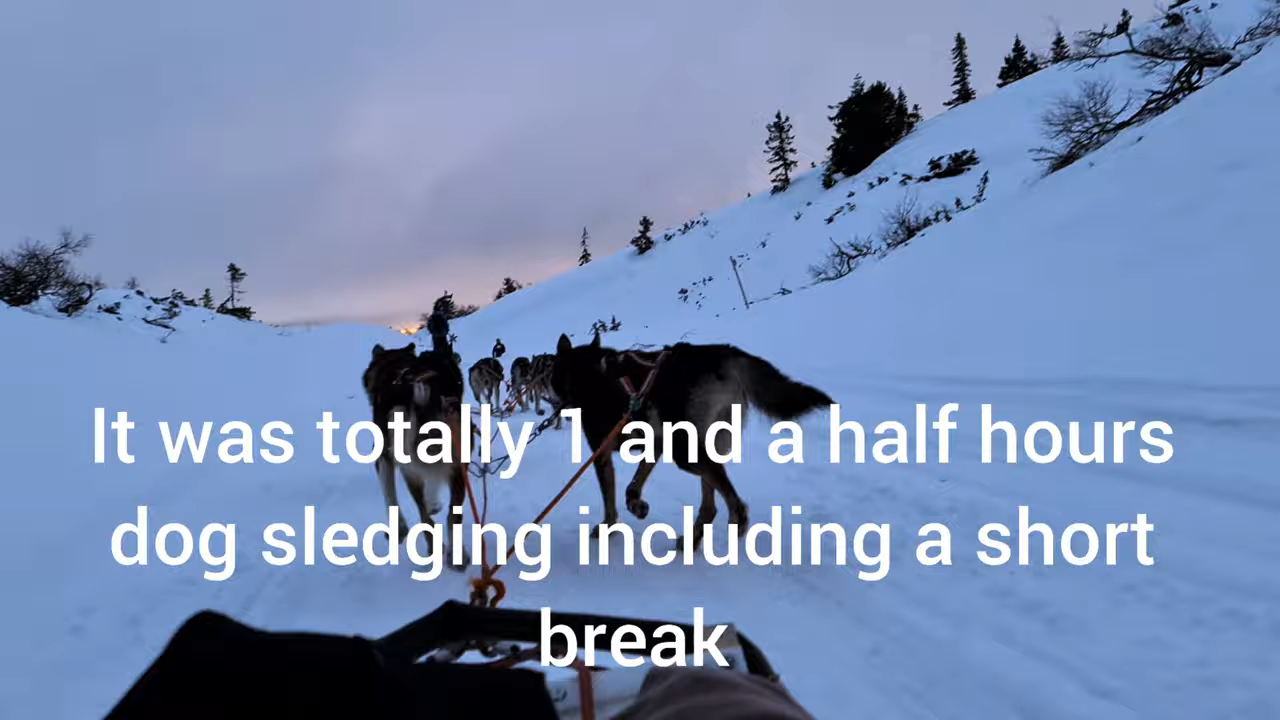 It was totally 1 and a half hours
dog sledging including a short
break